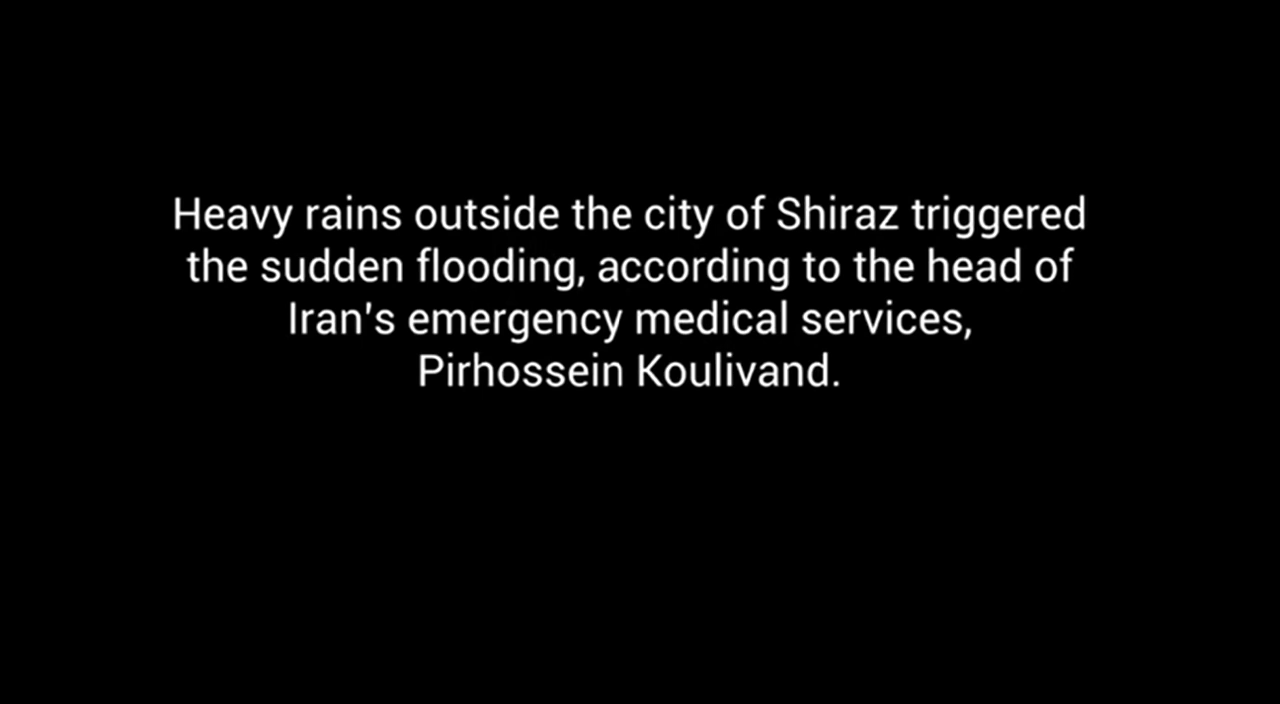 Heavy rains outside the city of Shiraz triggered
the sudden flooding, according to the head of
Iran's emergency medical services,
Pirhossein Koulivand.